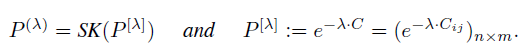 P^{(λ)} = SK(P^{[λ]}) and P^{[λ]} := e^{-λ·C} = (e^{-λ·C_{ij}})_{n×m}.